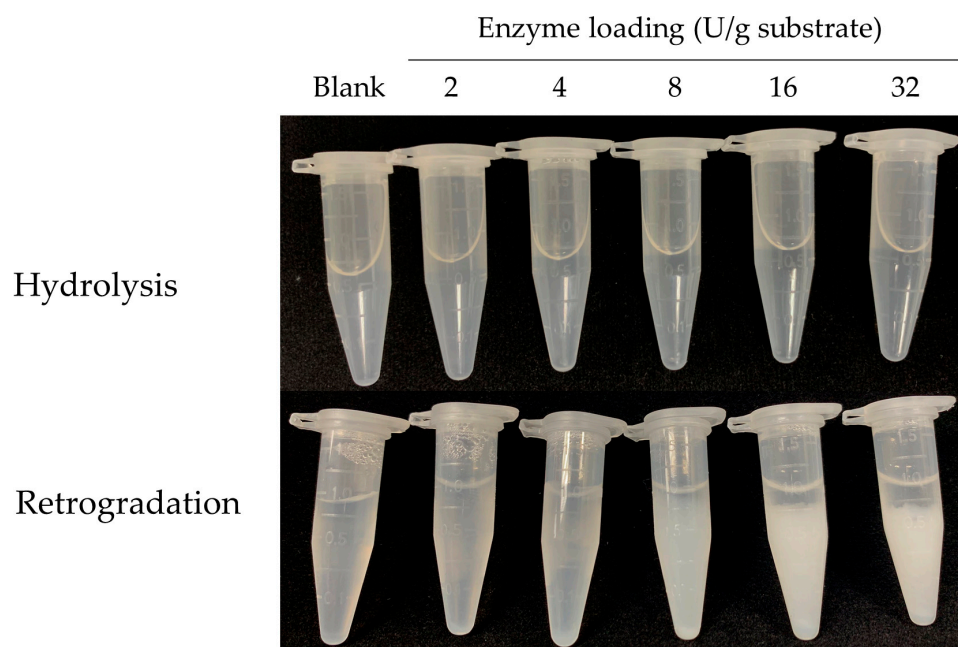 Enzyme loading (U/g substrate)
Blank 2 4 8 16 32
Hydrolysis
Retrogradation